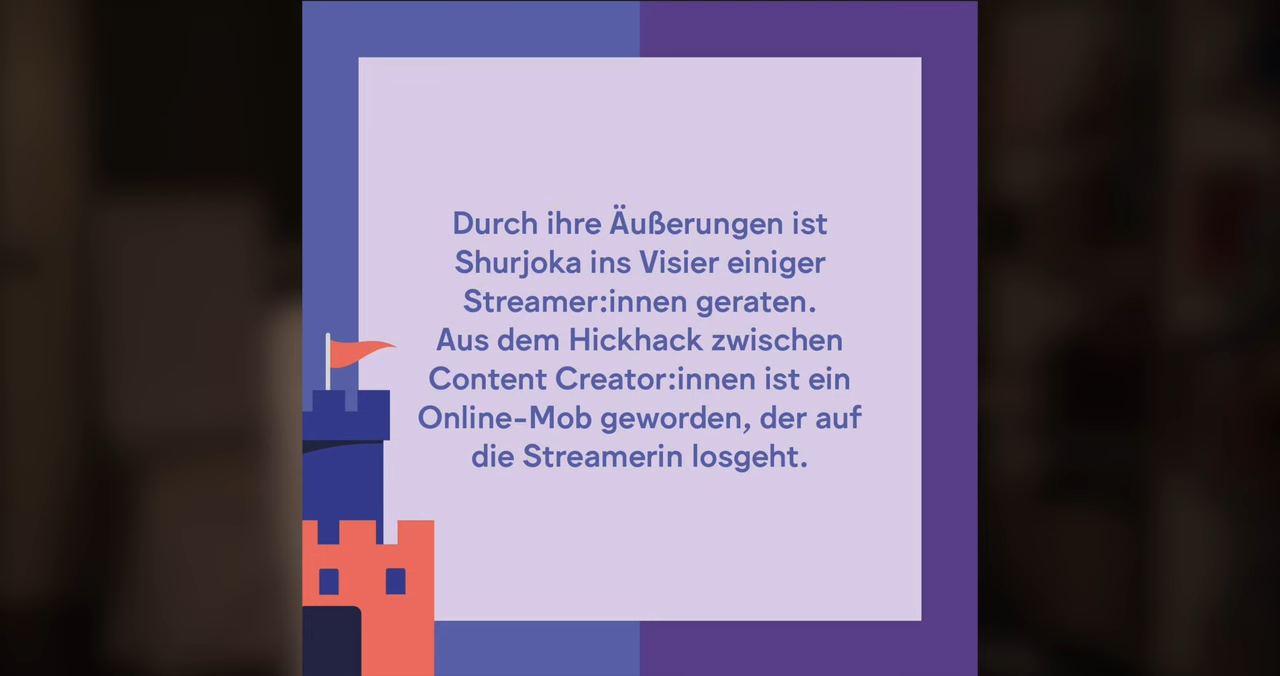 Durch ihre Äußerungen ist
Shurjoka ins Visier einiger
Streamer:innen geraten.
Aus dem Hickhack zwischen
Content Creator:innen ist ein
Online-Mob geworden, der auf
die Streamerin losgeht.